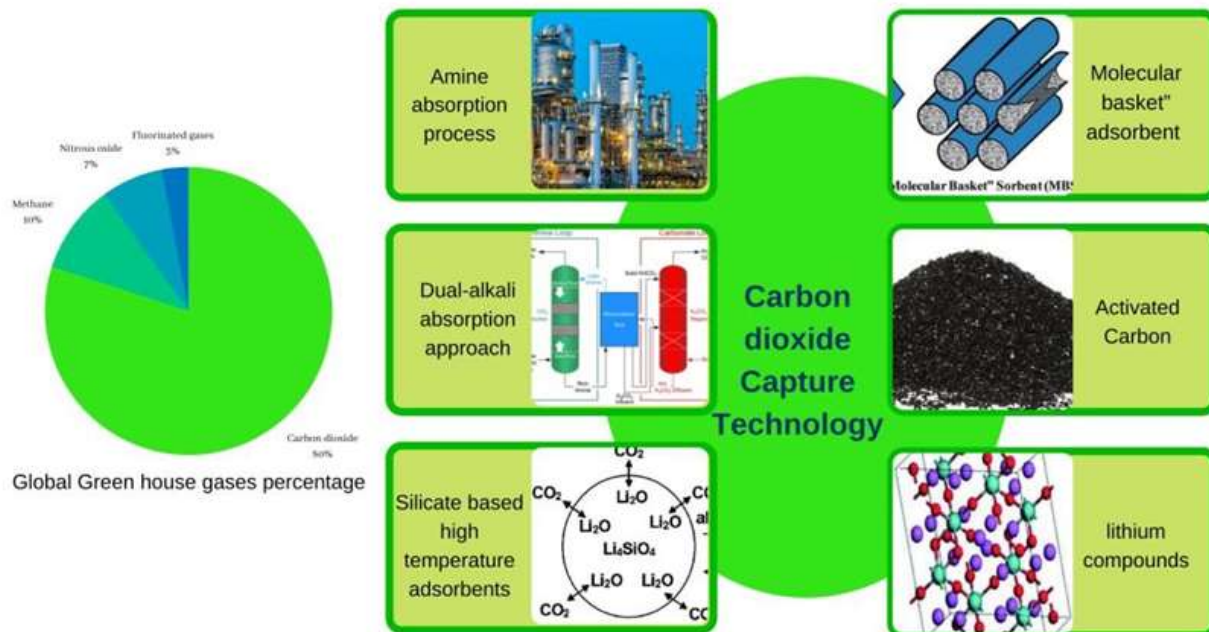 Fluorinated gases
3%
Nitrous oxide
7%
Methane
10%
Carbon dioxide
80%
Global Green house gases percentage
Amine
absorption
process
Dual-alkali
absorption
approach
Silicate based
high
temperature
adsorbents
CO₂
CO₂
Li₂O
Li₂O
Li₂O
Li₄SiO₄
Li₂O
Li₂O
CO₂
Carbon
dioxide
Capture
Technology
Molecular
basket"
adsorbent
Molecular Basket" Sorbent (MBS
Activated
Carbon
lithium
compounds